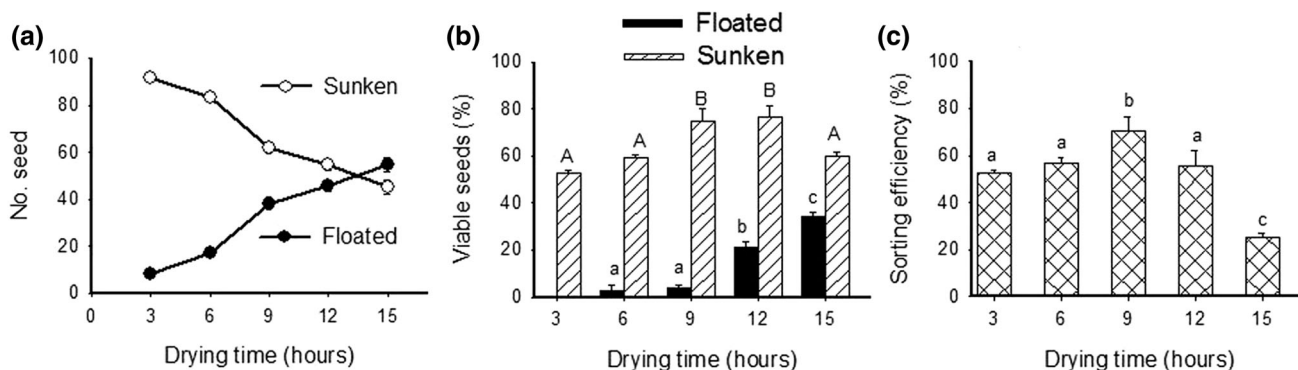 (a)
No. seed
100
80
60
40
20
0
Sunken
Floated
0 3 6 9 12 15
Drying time (hours)
(b)
Floated
Sunken
Viable seeds (%)
100
80
60
40
20
0
A A B B A
a a b c
3 6 9 12 15
Drying time (hours)
(c)
Sorting efficiency (%)
100
80
60
40
20
0
a a b a c
3 6 9 12 15
Drying time (hours)